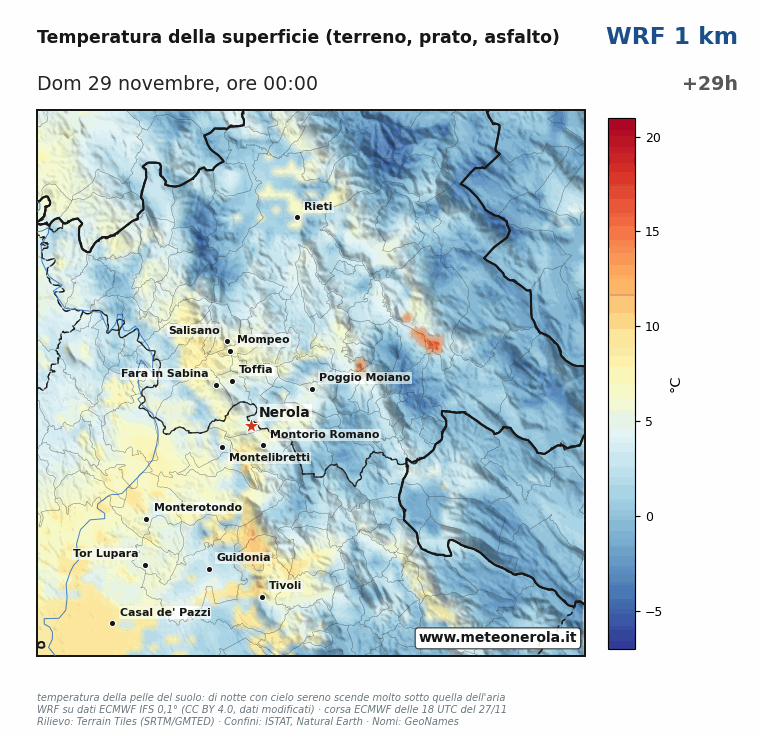 Temperatura della superficie (terreno, prato, asfalto)
WRF 1 km
Dom 29 novembre, ore 00:00
+29h
Rieti
Salisano
Mompeo
Fara in Sabina
Toffia
Poggio Moiano
Nerola
Montorio Romano
Montelibretti
Monterotondo
Tor Lupara
Guidonia
Tivoli
Casal de' Pazzi
www.meteonerola.it
20
15
10
5
0
−5
°C
temperatura della pelle del suolo: di notte con cielo sereno scende molto sotto quella dell'aria
WRF su dati ECMWF IFS 0,1° (CC BY 4.0, dati modificati) · corsa ECMWF delle 18 UTC del 27/11
Rilievo: Terrain Tiles (SRTM/GMTED) · Confini: ISTAT, Natural Earth · Nomi: GeoNames